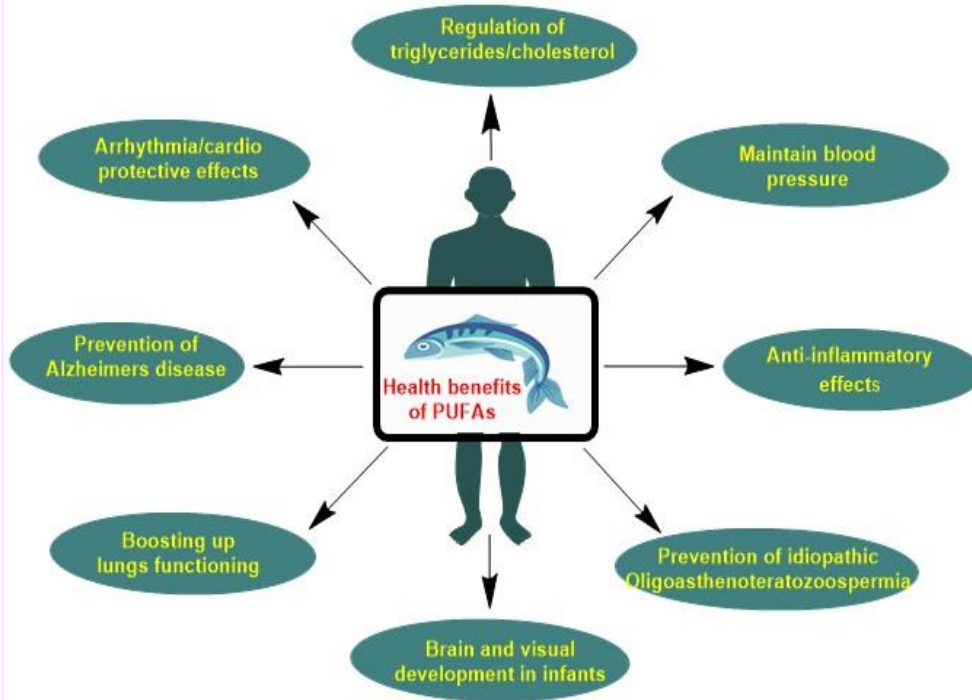 Regulation of
triglycerides/cholesterol
Arrhythmia/cardio
protective effects
Maintain blood
pressure
Prevention of
Alzheimers disease
Health benefits
of PUFAs
Anti-inflammatory
effects
Boosting up
lungs functioning
Prevention of idiopathic
Oligoasthenoteratozoospermia
Brain and visual
development in infants